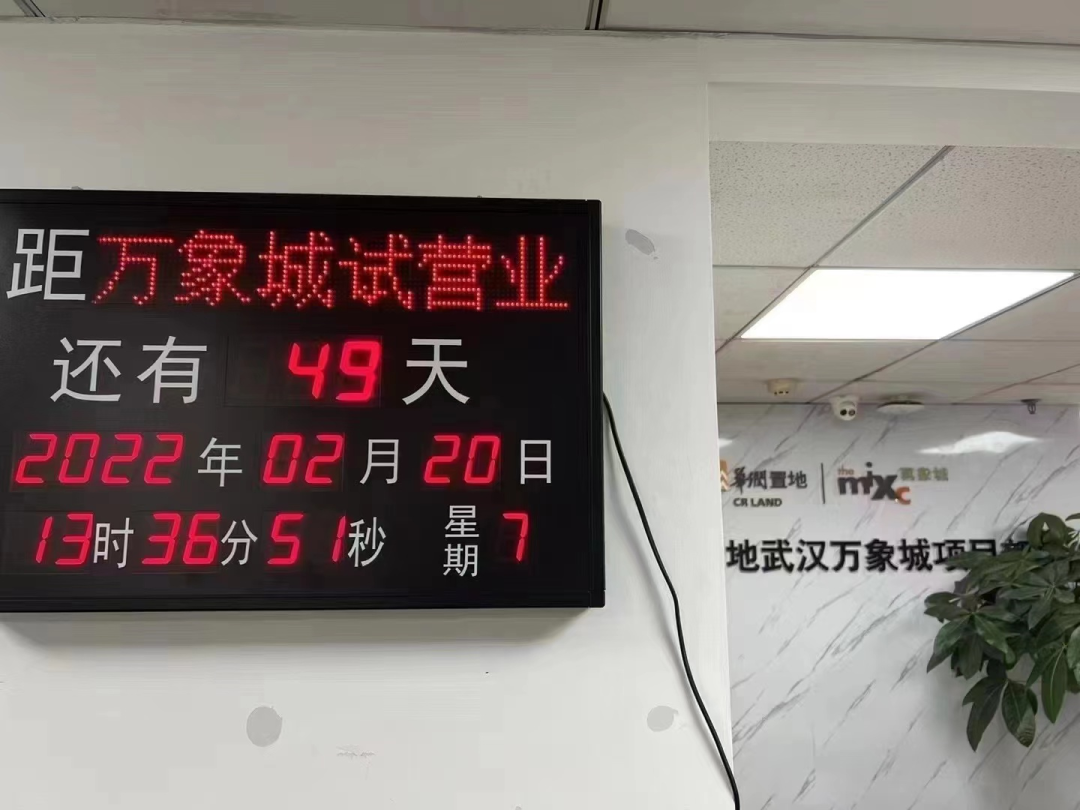 距万象城试营业
还有 49 天
2022 年 02 月 20 日
13时36分51秒 星期 7
華潤置地 the mixc 萬象城
CR LAND
地武汉万象城项目